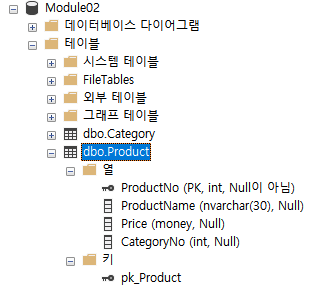 Module02
데이터베이스 다이어그램
테이블
시스템 테이블
FileTables
외부 테이블
그래프 테이블
dbo.Category
dbo.Product
열
ProductNo (PK, int, Null이 아님)
ProductName (nvarchar(30), Null)
Price (money, Null)
CategoryNo (int, Null)
키
pk_Product